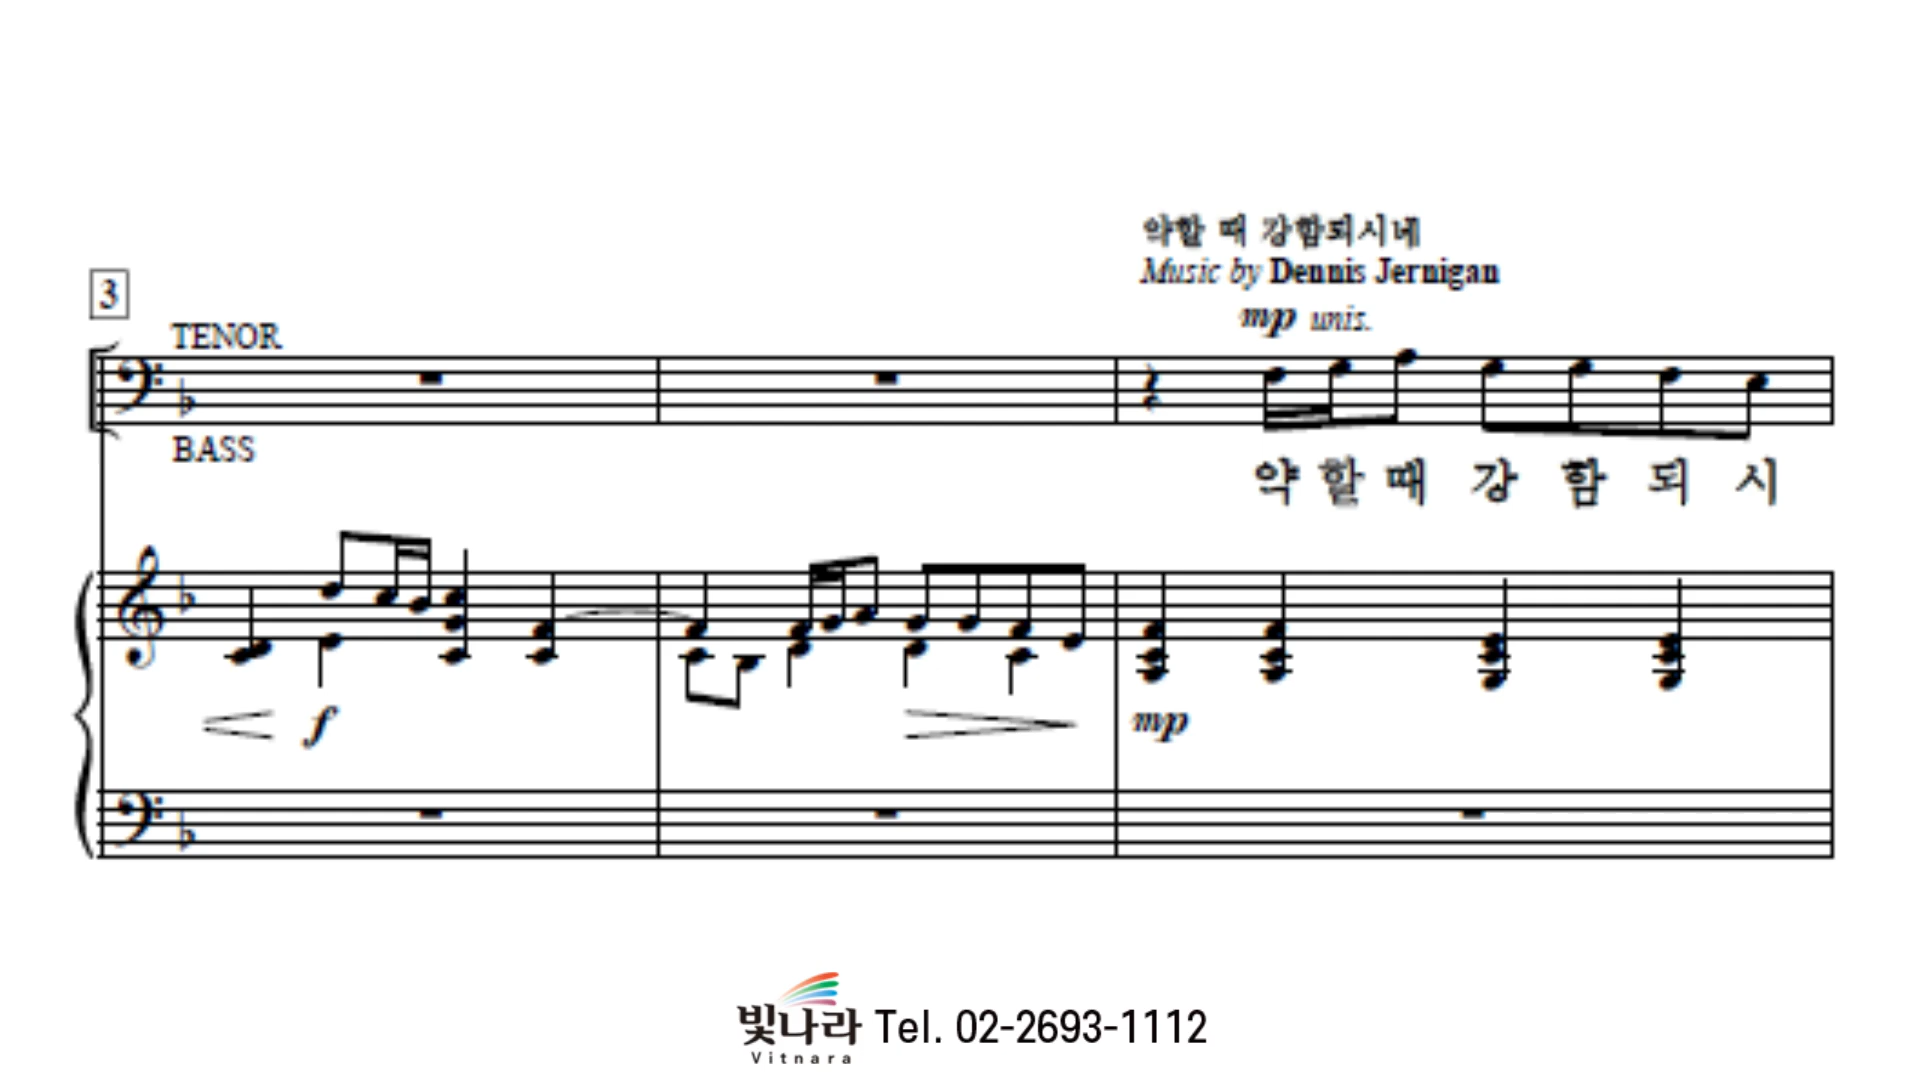 약할 때 강함되시네
Music by Dennis Jernigan
3
mp unis.
TENOR
BASS
약 할 때 강 함 되 시
f
mp
빛나라 Tel. 02-2693-1112
Vitnara